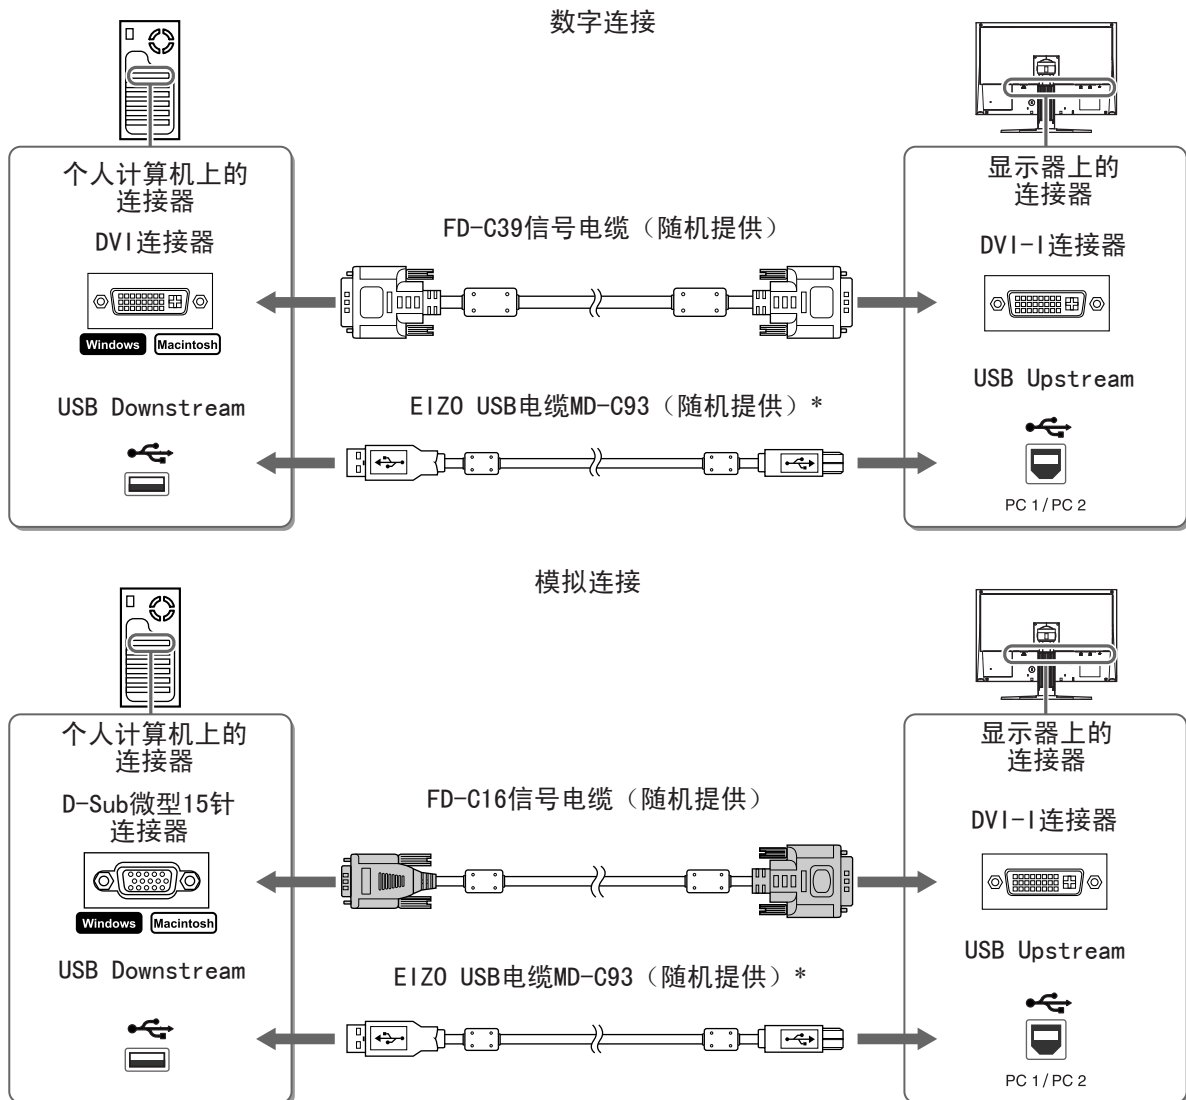 数字连接
个人计算机上的
连接器
显示器上的
连接器
FD-C39信号电缆（随机提供）
DVI连接器
DVI-I连接器
Windows Macintosh
USB Downstream
EIZO USB电缆MD-C93（随机提供）*
USB Upstream
PC 1/PC 2
模拟连接
个人计算机上的
连接器
显示器上的
连接器
D-Sub微型15针
连接器
FD-C16信号电缆（随机提供）
DVI-I连接器
Windows Macintosh
USB Downstream
EIZO USB电缆MD-C93（随机提供）*
USB Upstream
PC 1/PC 2